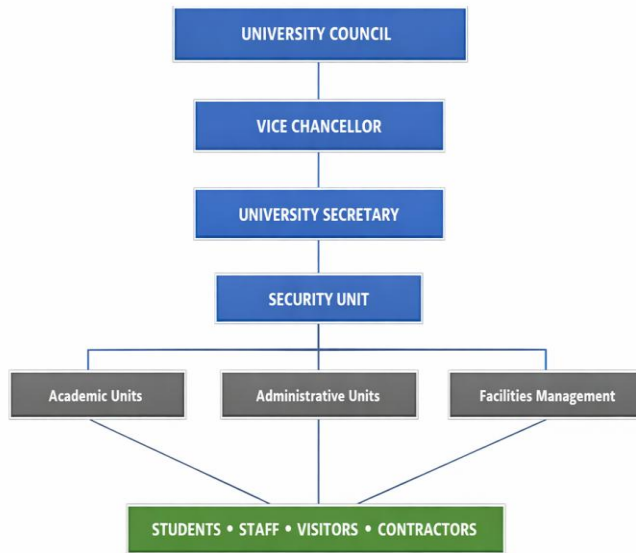 UNIVERSITY COUNCIL
VICE CHANCELLOR
UNIVERSITY SECRETARY
SECURITY UNIT
Academic Units
Administrative Units
Facilities Management
STUDENTS • STAFF • VISITORS • CONTRACTORS